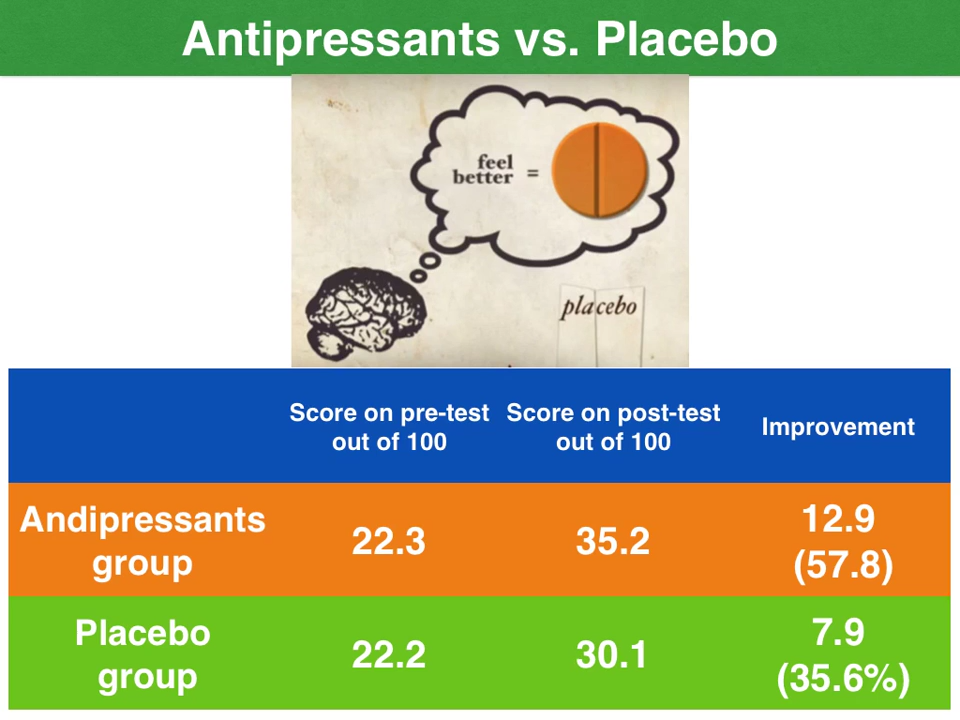 Antipressants vs. Placebo
feel
better =
placebo
Score on pre-test Score on post-test
out of 100 out of 100 Improvement
Andipressants
group 22.3 35.2 12.9
(57.8)
Placebo
group 22.2 30.1 7.9
(35.6%)